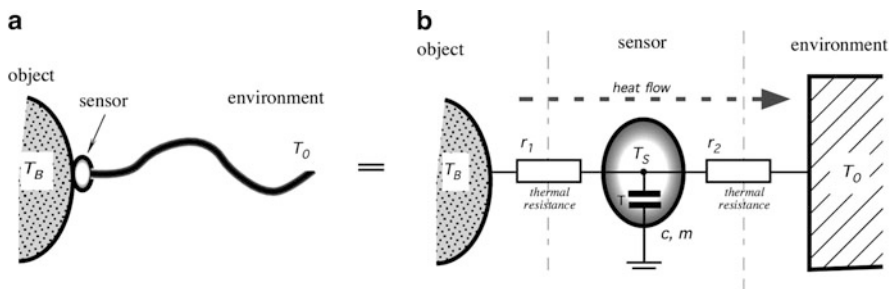 a
object
sensor
environment
T_B
T_0
=
b
object
sensor
environment
heat flow
r_1
r_2
T_B
T_S
T_0
thermal
resistance
T
thermal
resistance
c, m